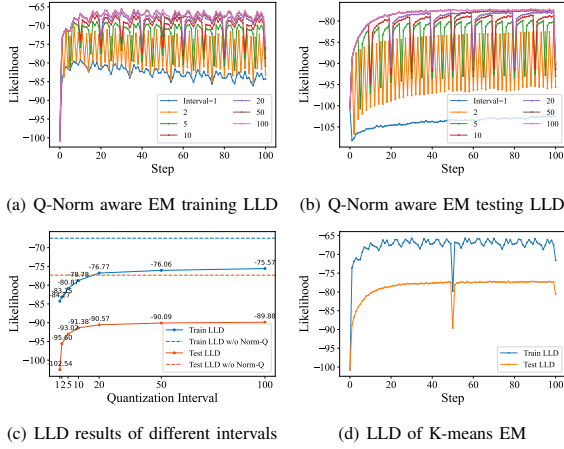 −65
−70
−75
−80
−85
−90
−95
−100
Likelihood
Interval=1
2
5
10
20
50
100
0 20 40 60 80 100
Step
(a) Q-Norm aware EM training LLD
−80
−85
−90
−95
−100
−105
Likelihood
Interval=1
2
5
10
20
50
100
0 20 40 60 80 100
Step
(b) Q-Norm aware EM testing LLD
−70
−75
−80
−85
−90
−95
−100
Likelihood
-84.27
-83.15
-80.87
-78.78
-76.77
-76.06
-75.57
-102.54
-95.60
-93.02
-91.38
-90.57
-90.09
-89.88
Train LLD
Train LLD w/o Norm-Q
Test LLD
Test LLD w/o Norm-Q
1 2 5 10 20 50 100
Quantization Interval
(c) LLD results of different intervals
−70
−80
−90
−100
Likelihood
Train LLD
Test LLD
0 20 40 60 80 100
Step
(d) LLD of K-means EM